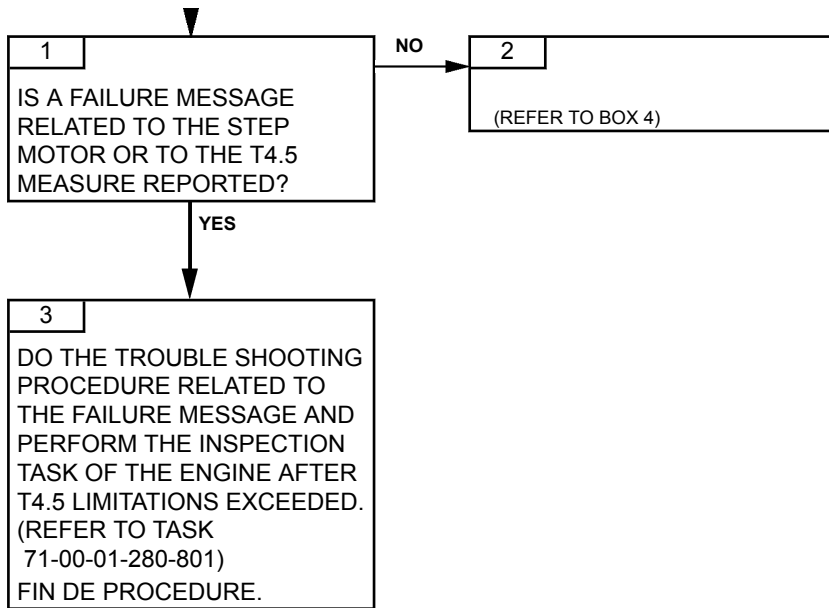 1
IS A FAILURE MESSAGE
RELATED TO THE STEP
MOTOR OR TO THE T4.5
MEASURE REPORTED?
NO
2
(REFER TO BOX 4)
YES
3
DO THE TROUBLE SHOOTING
PROCEDURE RELATED TO
THE FAILURE MESSAGE AND
PERFORM THE INSPECTION
TASK OF THE ENGINE AFTER
T4.5 LIMITATIONS EXCEEDED.
(REFER TO TASK
71-00-01-280-801)
FIN DE PROCEDURE.